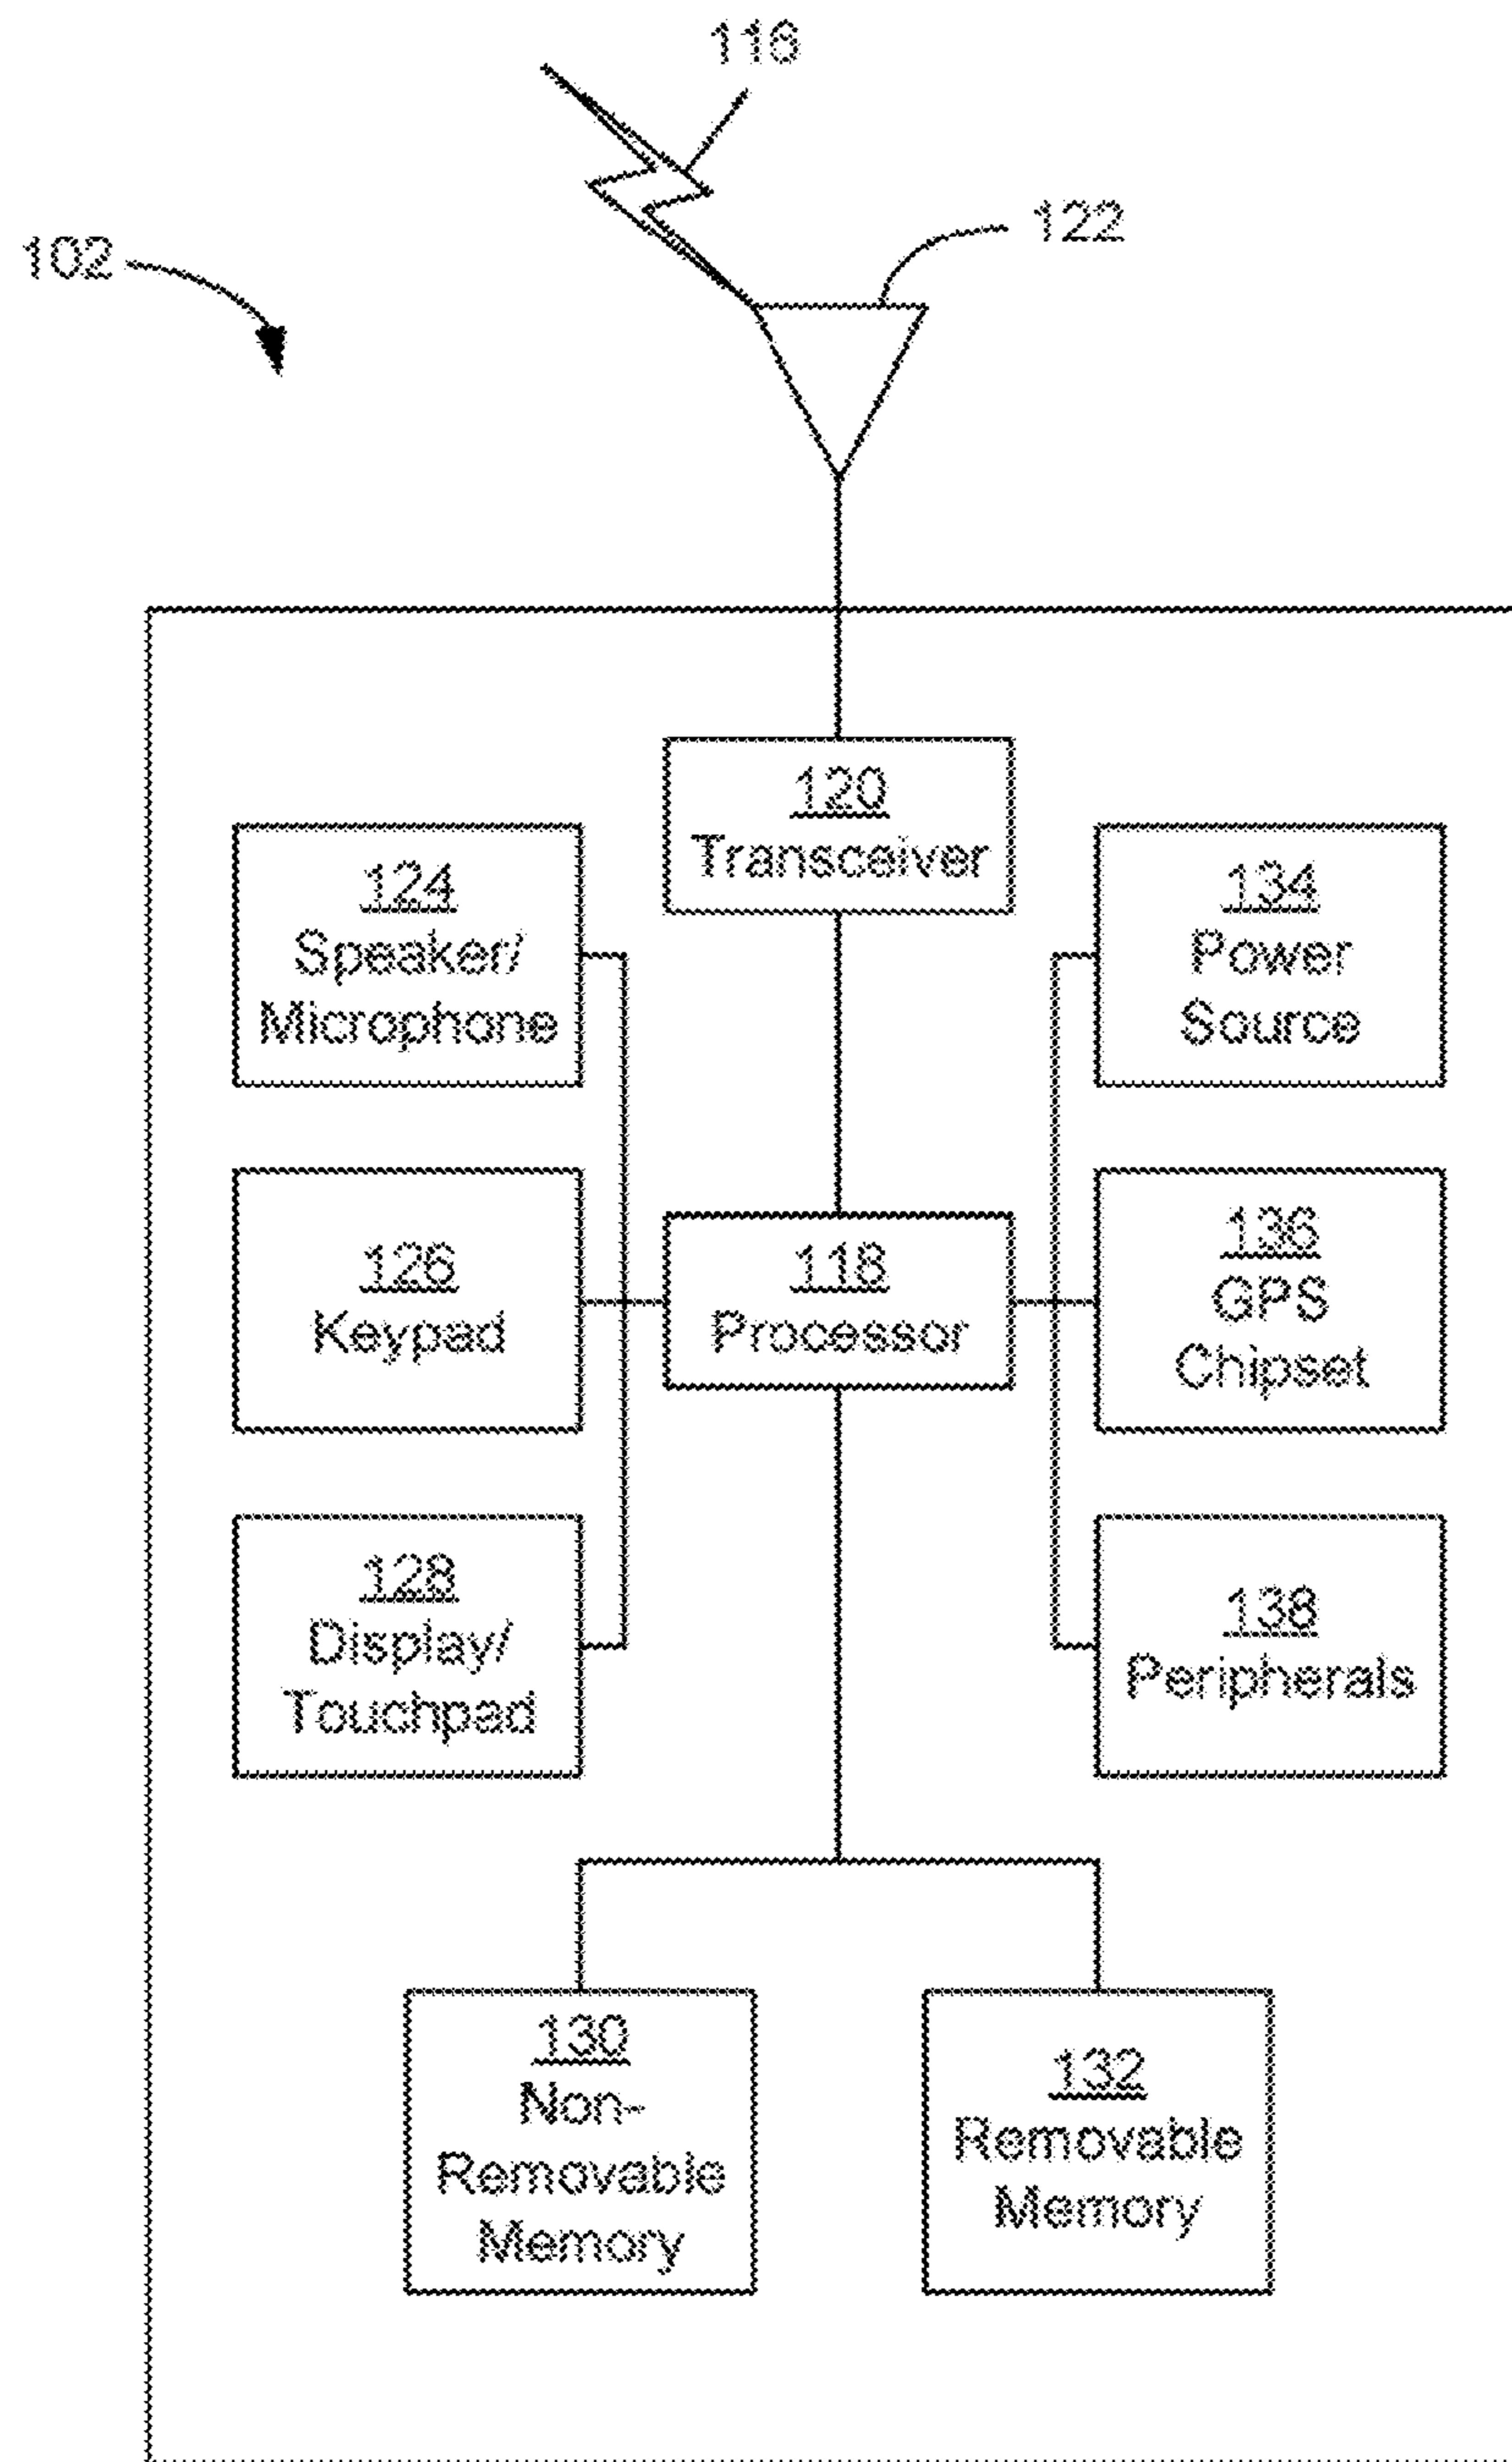 116
122
102
120
Transceiver
124
Speaker/
Microphone
134
Power
Source
126
Keypad
118
Processor
136
GPS
Chipset
128
Display/
Touchpad
138
Peripherals
130
Non-
Removable
Memory
132
Removable
Memory